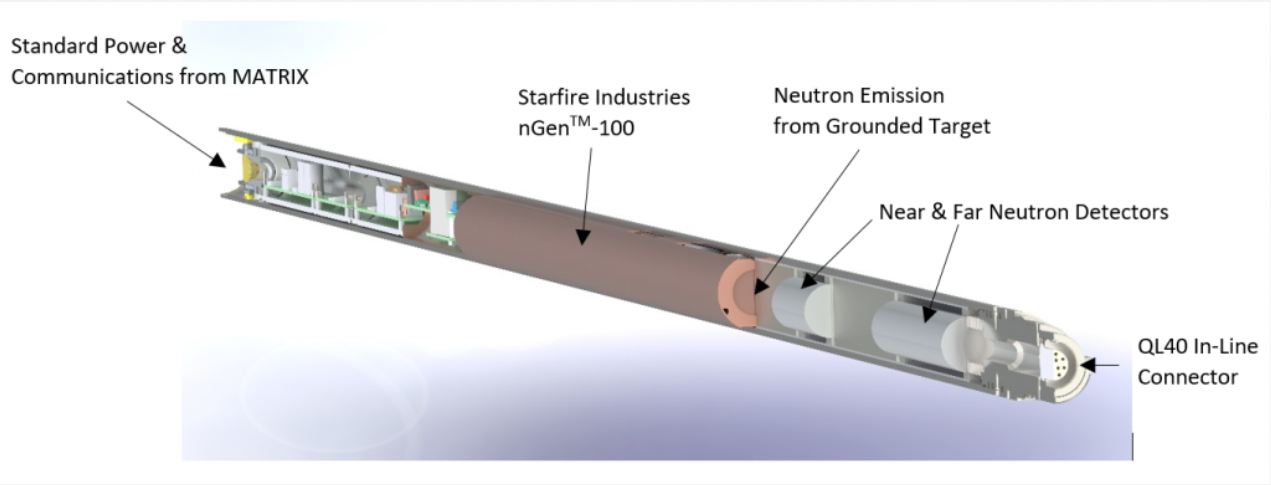 Standard Power &
Communications from MATRIX
Starfire Industries
nGen™-100
Neutron Emission
from Grounded Target
Near & Far Neutron Detectors
QL40 In-Line
Connector